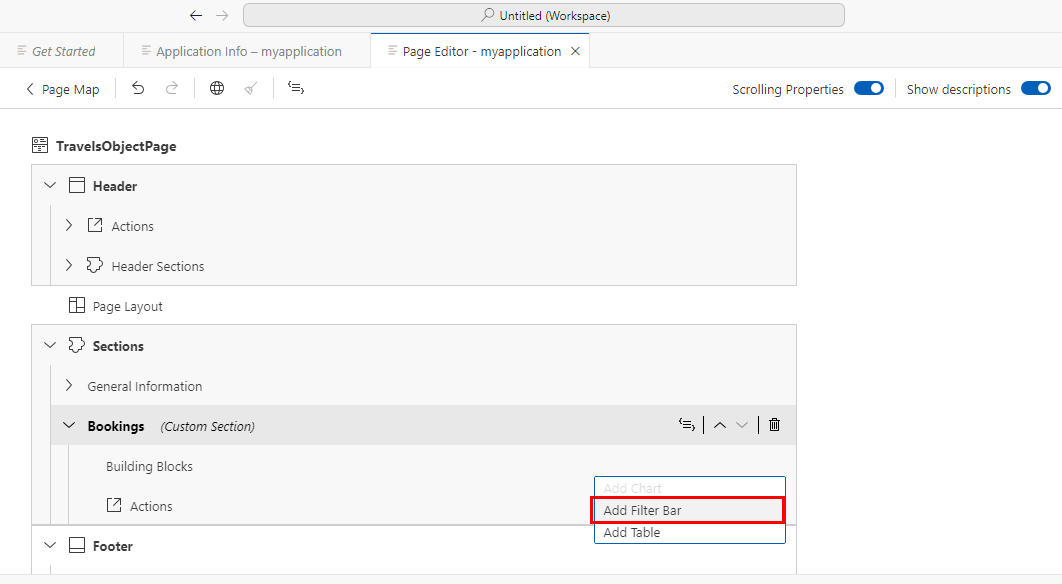 Untitled (Workspace)
Get Started
Application Info – myapplication
Page Editor - myapplication
Page Map
Scrolling Properties
Show descriptions
TravelsObjectPage
Header
Actions
Header Sections
Page Layout
Sections
General Information
Bookings (Custom Section)
Building Blocks
Add Chart
Actions
Add Filter Bar
Add Table
Footer